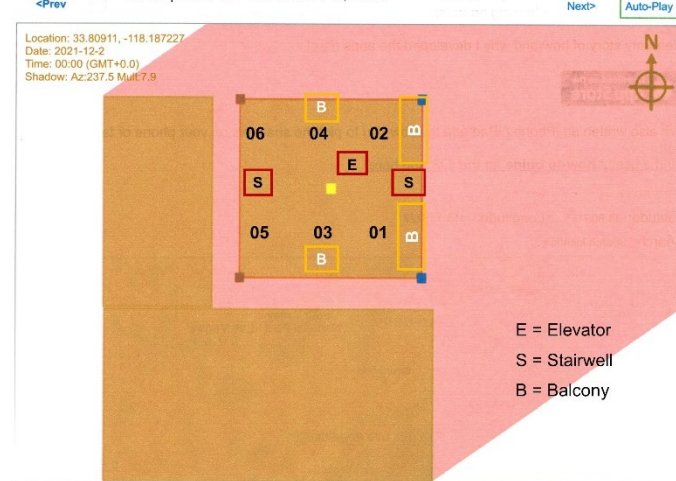 <Prev
Next>
Auto-Play
Location: 33.80911, -118.187227
Date: 2021-12-2
Time: 00:00 (GMT+0.0)
Shadow: Az:237.5 Mult:7.9
N
B
06 04 02 B
E
S S
05 03 01 B
B
E = Elevator
S = Stairwell
B = Balcony